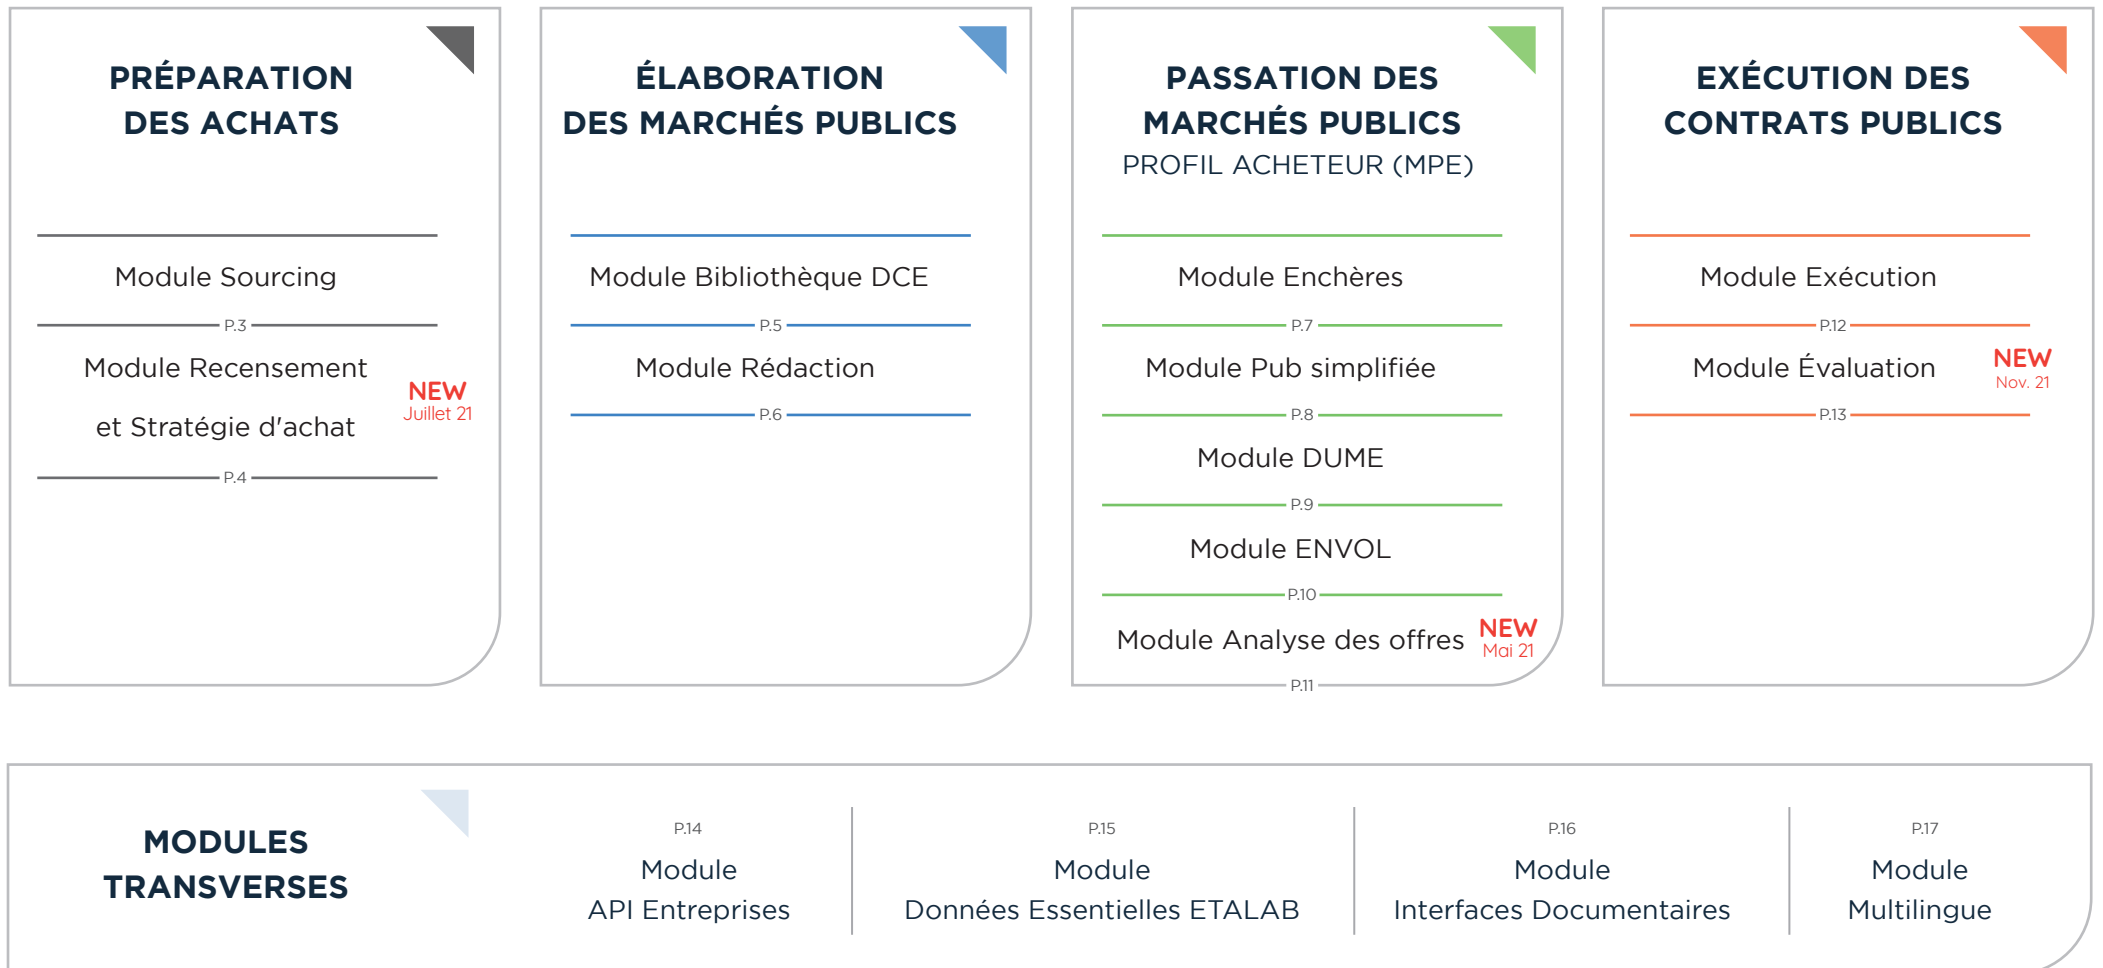 PRÉPARATION
DES ACHATS
Module Sourcing
P.3
Module Recensement
et Stratégie d'achat
NEW
Juillet 21
P.4
ÉLABORATION
DES MARCHÉS PUBLICS
Module Bibliothèque DCE
P.5
Module Rédaction
P.6
PASSATION DES
MARCHÉS PUBLICS
PROFIL ACHETEUR (MPE)
Module Enchères
P.7
Module Pub simplifiée
P.8
Module DUME
P.9
Module ENVOL
P.10
Module Analyse des offres
NEW
Mai 21
P.11
EXÉCUTION DES
CONTRATS PUBLICS
Module Exécution
P.12
Module Évaluation
NEW
Nov. 21
P.13
MODULES
TRANSVERSES
P.14
Module
API Entreprises
P.15
Module
Données Essentielles ETALAB
P.16
Module
Interfaces Documentaires
P.17
Module
Multilingue